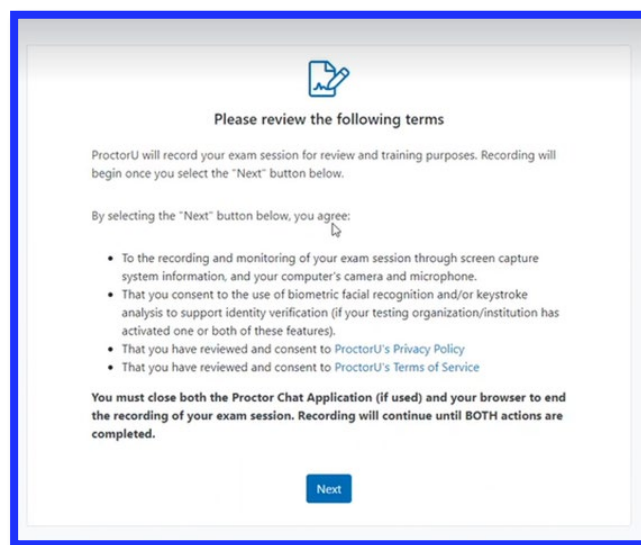 Please review the following terms
ProctorU will record your exam session for review and training purposes. Recording will
begin once you select the "Next" button below.
By selecting the "Next" button below, you agree:
• To the recording and monitoring of your exam session through screen capture
system information, and your computer's camera and microphone.
• That you consent to the use of biometric facial recognition and/or keystroke
analysis to support identity verification (if your testing organization/institution has
activated one or both of these features).
• That you have reviewed and consent to ProctorU's Privacy Policy
• That you have reviewed and consent to ProctorU's Terms of Service
You must close both the Proctor Chat Application (if used) and your browser to end
the recording of your exam session. Recording will continue until BOTH actions are
completed.
Next